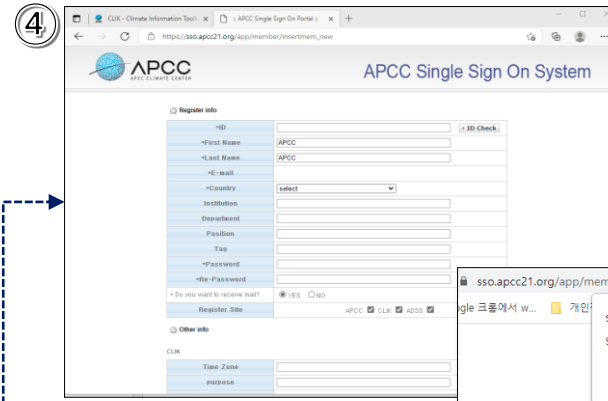 ④
CLIK - Climate Information Toolk
: APCC Single Sign On Portal :
https://sso.apcc21.org/app/member/insertmem_new
APCC
APEC CLIMATE CENTER
APCC Single Sign On System
Register info
*ID
ID Check
*First Name APCC
*Last Name APCC
*E-mail
*Country select
Institution
Department
Position
Tag
*Password
*Re-Password
* Do you want to receive mail? YES NO
Register Site APCC CLIK ADSS
Other info
CLIK
Time Zone
purpose
sso.apcc21.org/app/mem
ogle 크롬에서 w... 개인